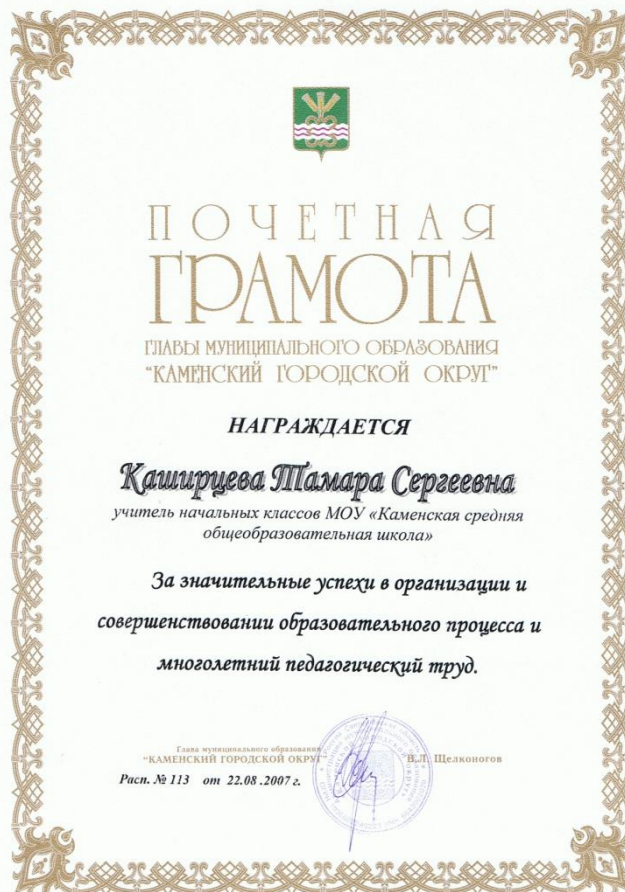 ПОЧЕТНАЯ
ГРАМОТА
ГЛАВЫ МУНИЦИПАЛЬНОГО ОБРАЗОВАНИЯ
"КАМЕНСКИЙ ГОРОДСКОЙ ОКРУГ"
НАГРАЖДАЕТСЯ
Каширцева Тамара Сергеевна
учитель начальных классов МОУ «Каменская средняя
общеобразовательная школа»
За значительные успехи в организации и
совершенствовании образовательного процесса и
многолетний педагогический труд.
Глава муниципального образования
"КАМЕНСКИЙ ГОРОДСКОЙ ОКРУГ" В.Л. Щелконогов
Расп. № 113 от 22.08.2007 г.